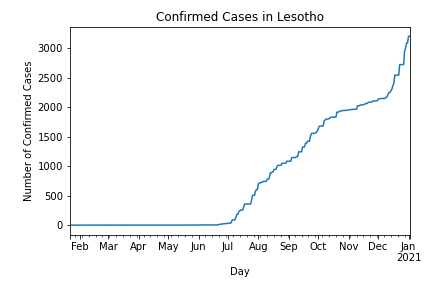 Confirmed Cases in Lesotho
Number of Confirmed Cases
3000
2500
2000
1500
1000
500
0
Feb Mar Apr May Jun Jul Aug Sep Oct Nov Dec Jan
2021
Day